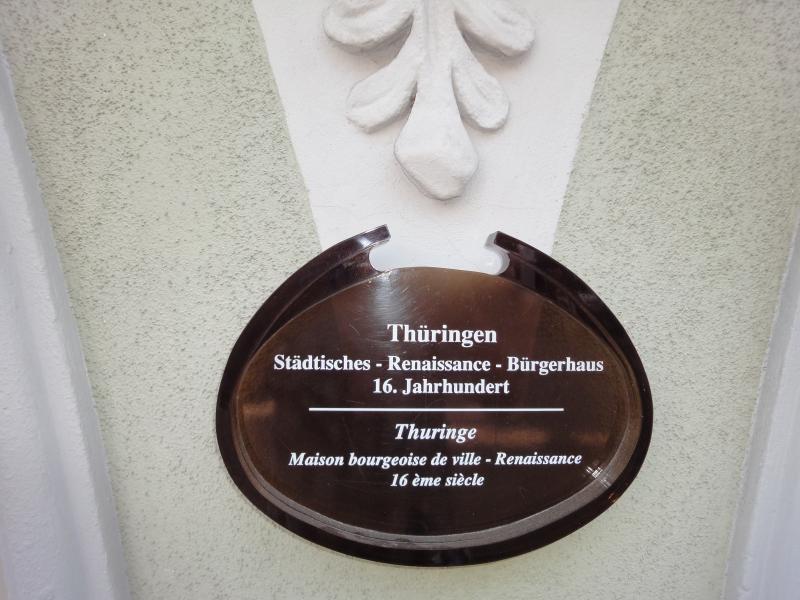 Thüringen
Städtisches - Renaissance - Bürgerhaus
16. Jahrhundert
Thuringe
Maison bourgeoise de ville - Renaissance
16 ème siècle